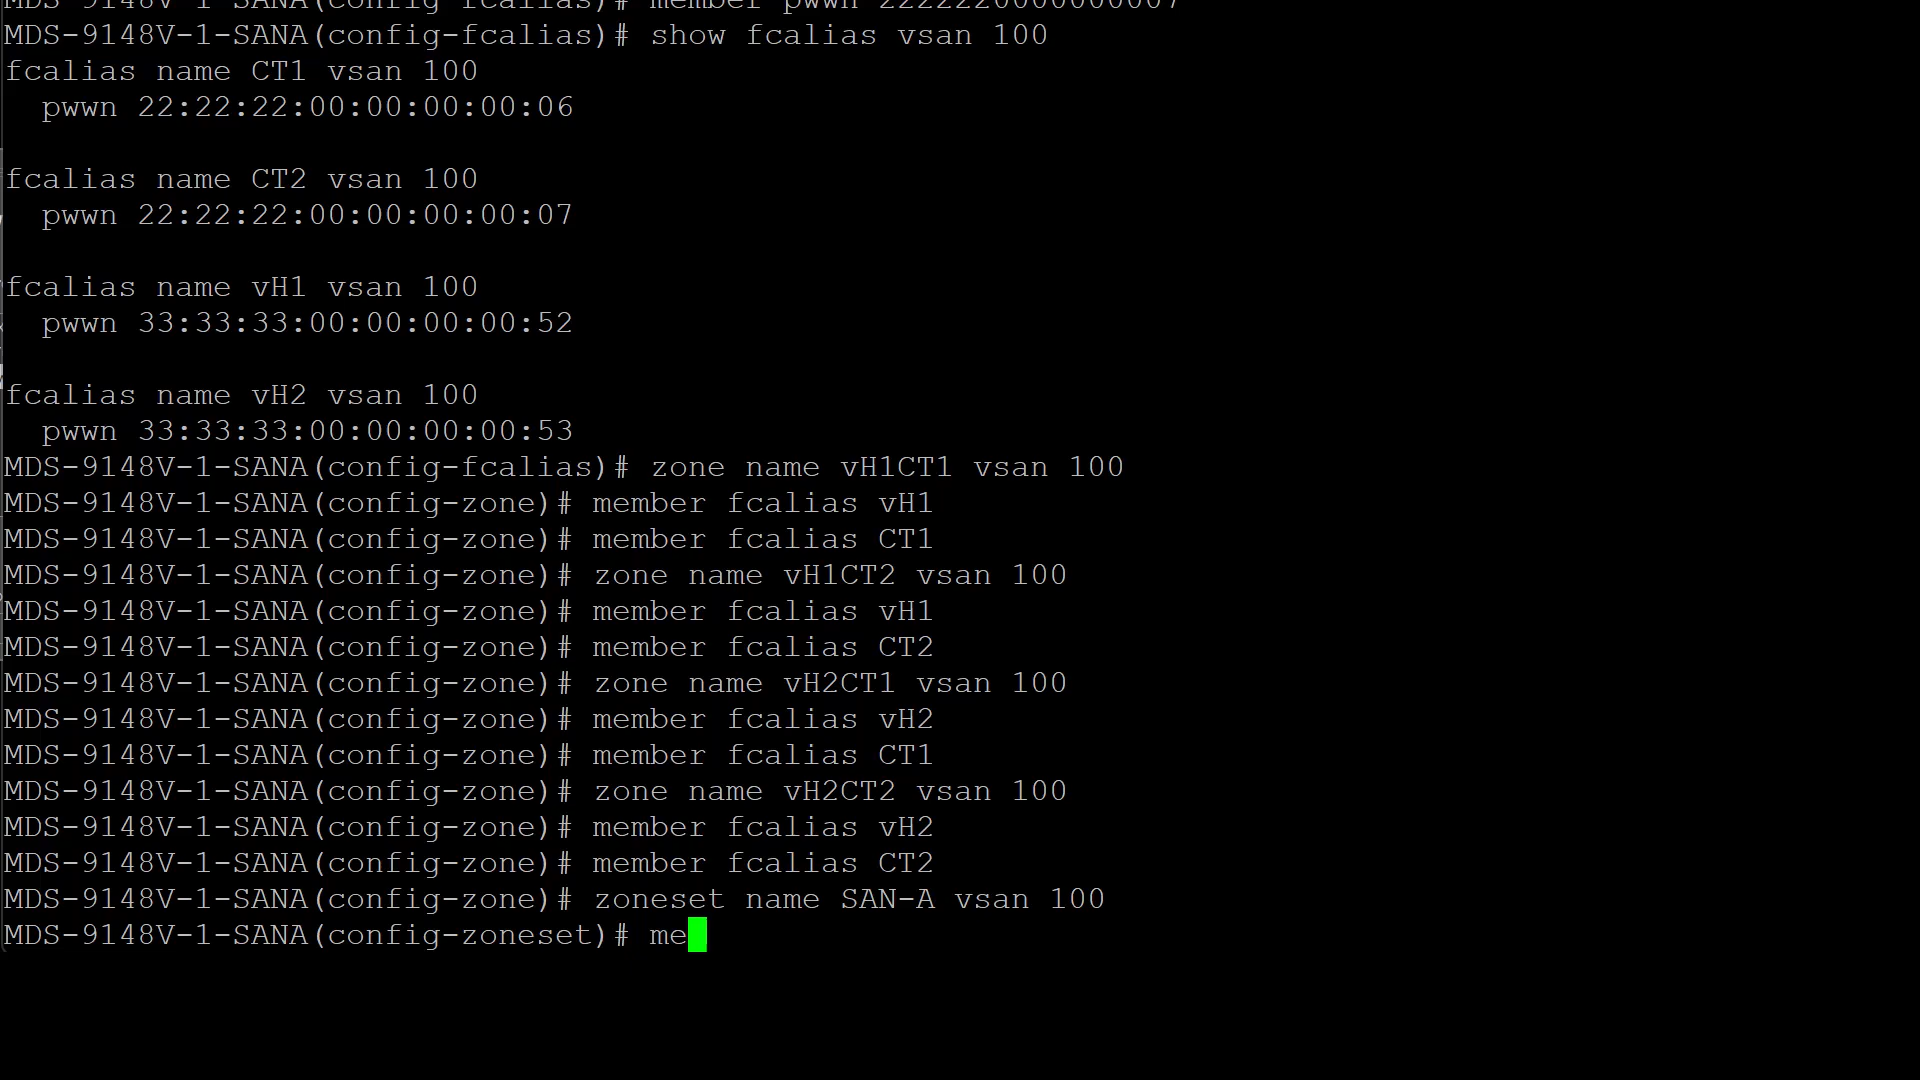 MDS-9148V-1-SANA(config-fcalias)# member pwwn 2222220000000007
MDS-9148V-1-SANA(config-fcalias)# show fcalias vsan 100
fcalias name CT1 vsan 100
  pwwn 22:22:22:00:00:00:00:06
fcalias name CT2 vsan 100
  pwwn 22:22:22:00:00:00:00:07
fcalias name vH1 vsan 100
  pwwn 33:33:33:00:00:00:00:52
fcalias name vH2 vsan 100
  pwwn 33:33:33:00:00:00:00:53
MDS-9148V-1-SANA(config-fcalias)# zone name vH1CT1 vsan 100
MDS-9148V-1-SANA(config-zone)# member fcalias vH1
MDS-9148V-1-SANA(config-zone)# member fcalias CT1
MDS-9148V-1-SANA(config-zone)# zone name vH1CT2 vsan 100
MDS-9148V-1-SANA(config-zone)# member fcalias vH1
MDS-9148V-1-SANA(config-zone)# member fcalias CT2
MDS-9148V-1-SANA(config-zone)# zone name vH2CT1 vsan 100
MDS-9148V-1-SANA(config-zone)# member fcalias vH2
MDS-9148V-1-SANA(config-zone)# member fcalias CT1
MDS-9148V-1-SANA(config-zone)# zone name vH2CT2 vsan 100
MDS-9148V-1-SANA(config-zone)# member fcalias vH2
MDS-9148V-1-SANA(config-zone)# member fcalias CT2
MDS-9148V-1-SANA(config-zone)# zoneset name SAN-A vsan 100
MDS-9148V-1-SANA(config-zoneset)# me